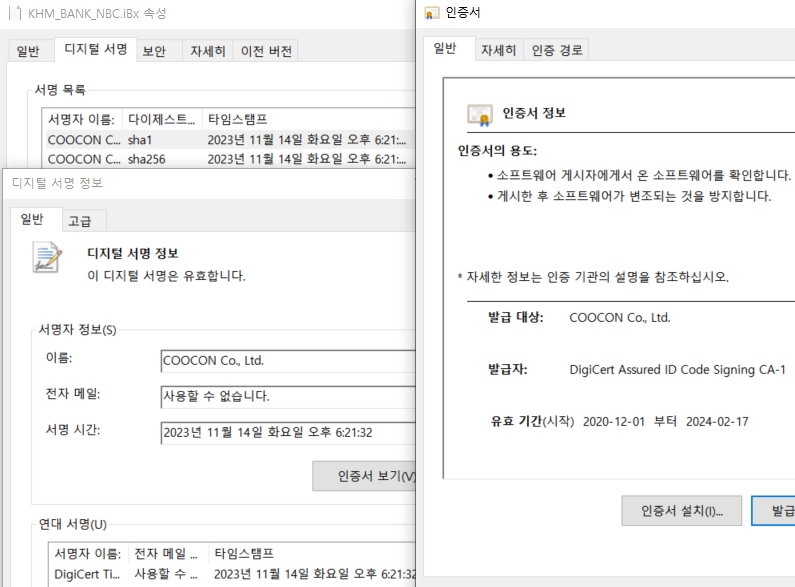 KHM_BANK_NBC.iBx 속성
일반 디지털 서명 보안 자세히 이전 버전
서명 목록
서명자 이름: 다이제스트... 타임스탬프
COOCON C... sha1 2023년 11월 14일 화요일 오후 6:21:...
COOCON C... sha256 2023년 11월 14일 화요일 오후 6:21:...
디지털 서명 정보
일반 고급
디지털 서명 정보
이 디지털 서명은 유효합니다.
서명자 정보(S)
이름: COOCON Co., Ltd.
전자 메일: 사용할 수 없습니다.
서명 시간: 2023년 11월 14일 화요일 오후 6:21:32
인증서 보기(V)
연대 서명(U)
서명자 이름: 전자 메일 ... 타임스탬프
DigiCert Ti... 사용할 수 ... 2023년 11월 14일 화요일 오후 6:21:32
인증서
일반 자세히 인증 경로
인증서 정보
인증서의 용도:
• 소프트웨어 게시자에게서 온 소프트웨어를 확인합니다.
• 게시한 후 소프트웨어가 변조되는 것을 방지합니다.
* 자세한 정보는 인증 기관의 설명을 참조하십시오.
발급 대상: COOCON Co., Ltd.
발급자: DigiCert Assured ID Code Signing CA-1
유효 기간(시작) 2020-12-01 부터 2024-02-17
인증서 설치(I)... 발급